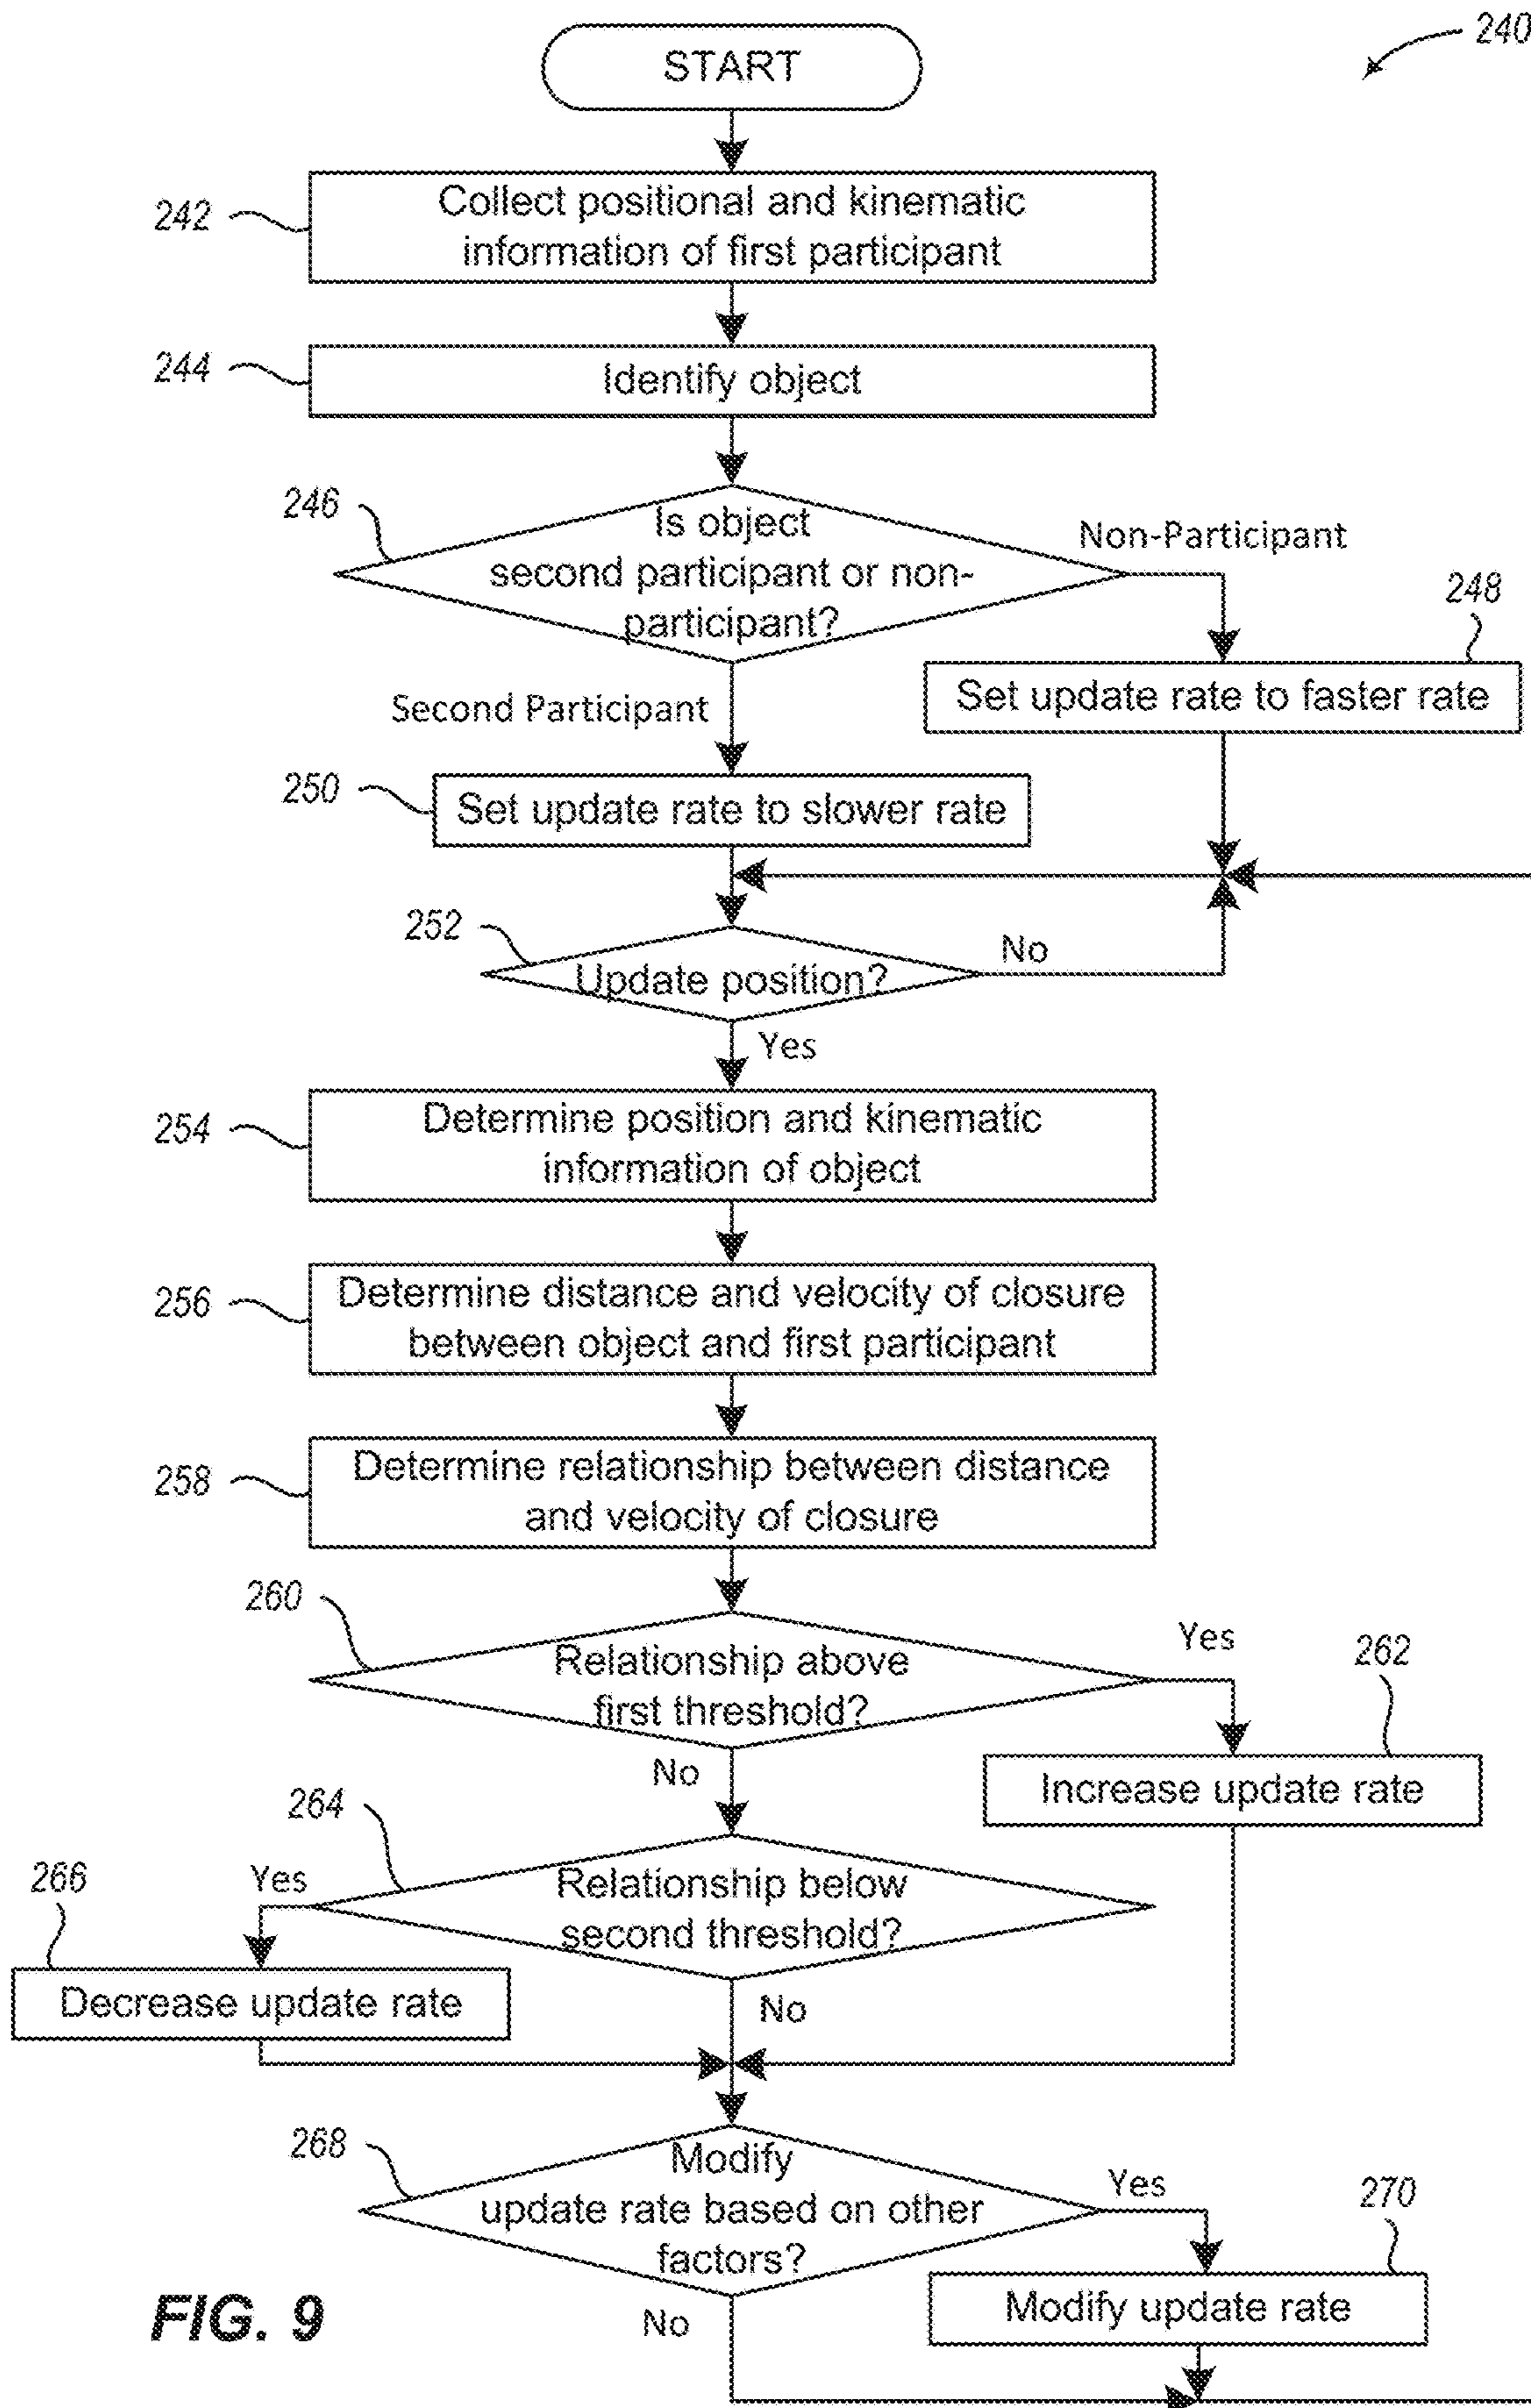 240
START
242
Collect positional and kinematic
information of first participant
244
Identify object
246
Is object
second participant or non-
participant?
Non-Participant
248
Set update rate to faster rate
Second Participant
250
Set update rate to slower rate
252
Update position?
No
Yes
254
Determine position and kinematic
information of object
256
Determine distance and velocity of closure
between object and first participant
258
Determine relationship between distance
and velocity of closure
260
Relationship above
first threshold?
Yes
262
Increase update rate
No
264
Relationship below
second threshold?
Yes
266
Decrease update rate
No
268
Modify
update rate based on other
factors?
Yes
270
Modify update rate
No
FIG. 9